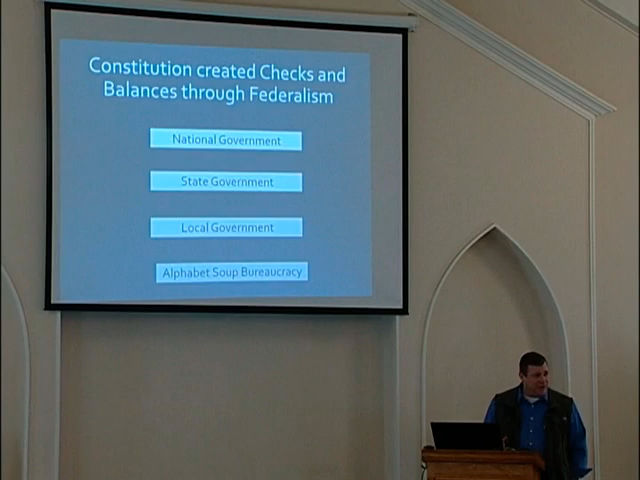 Constitution created Checks and
Balances through Federalism
National Government
State Government
Local Government
Alphabet Soup Bureaucracy